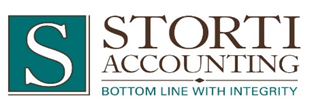 S
STORTI
ACCOUNTING
BOTTOM LINE WITH INTEGRITY